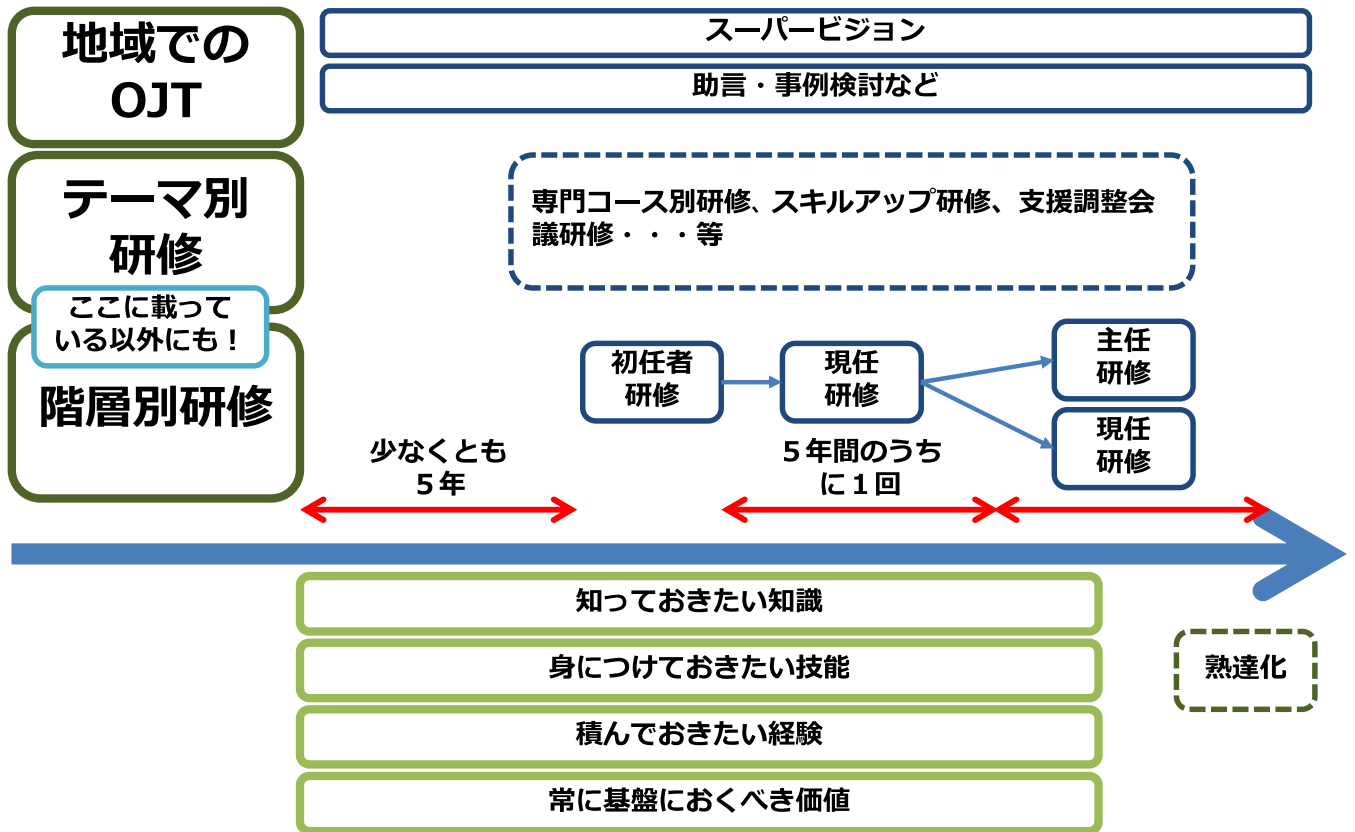 地域での
OJT
スーパービジョン
助言・事例検討など
テーマ別
研修
専門コース別研修、スキルアップ研修、支援調整会
議研修・・・等
ここに載って
いる以外にも！
階層別研修
初任者
研修
現任
研修
主任
研修
現任
研修
少なくとも
５年
５年間のうち
に１回
知っておきたい知識
身につけておきたい技能
積んでおきたい経験
常に基盤におくべき価値
熟達化